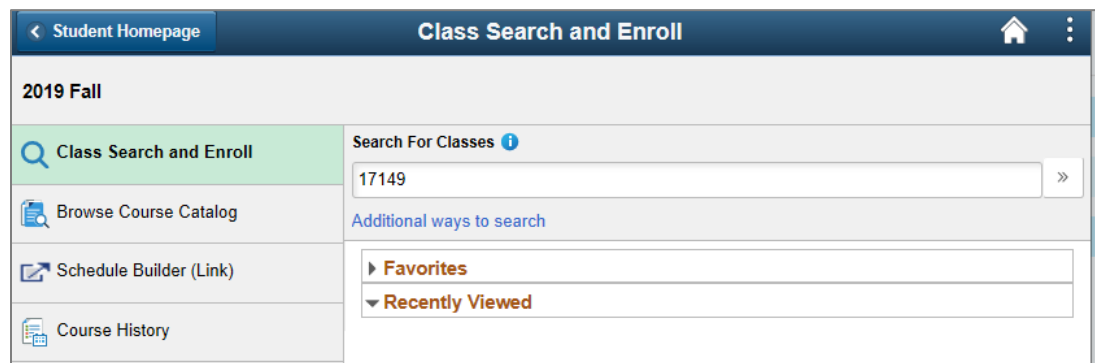 Student Homepage
Class Search and Enroll
2019 Fall
Class Search and Enroll
Browse Course Catalog
Schedule Builder (Link)
Course History
Search For Classes
17149
Additional ways to search
Favorites
Recently Viewed